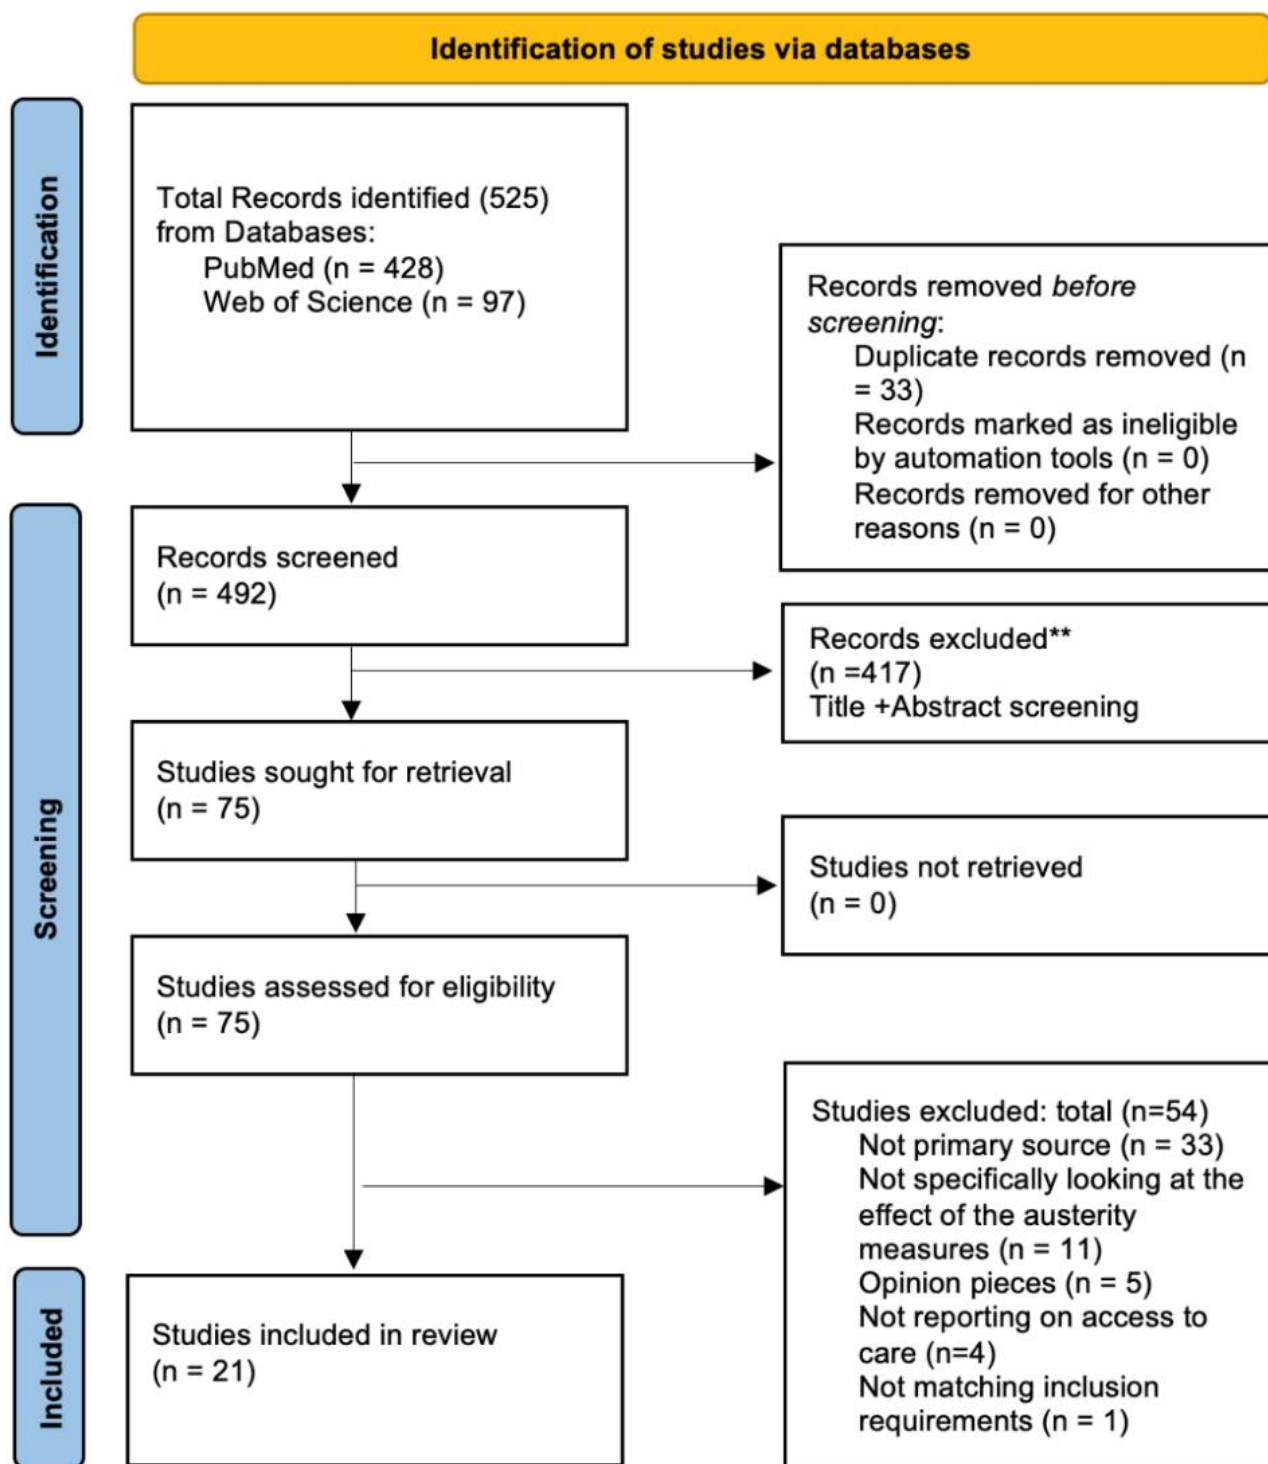 Identification of studies via databases
Identification
Total Records identified (525)
from Databases:
PubMed (n = 428)
Web of Science (n = 97)
Records removed before
screening:
Duplicate records removed (n
= 33)
Records marked as ineligible
by automation tools (n = 0)
Records removed for other
reasons (n = 0)
Screening
Records screened
(n = 492)
Records excluded**
(n =417)
Title +Abstract screening
Studies sought for retrieval
(n = 75)
Studies not retrieved
(n = 0)
Studies assessed for eligibility
(n = 75)
Studies excluded: total (n=54)
Not primary source (n = 33)
Not specifically looking at the
effect of the austerity
measures (n = 11)
Opinion pieces (n = 5)
Not reporting on access to
care (n=4)
Not matching inclusion
requirements (n = 1)
Included
Studies included in review
(n = 21)